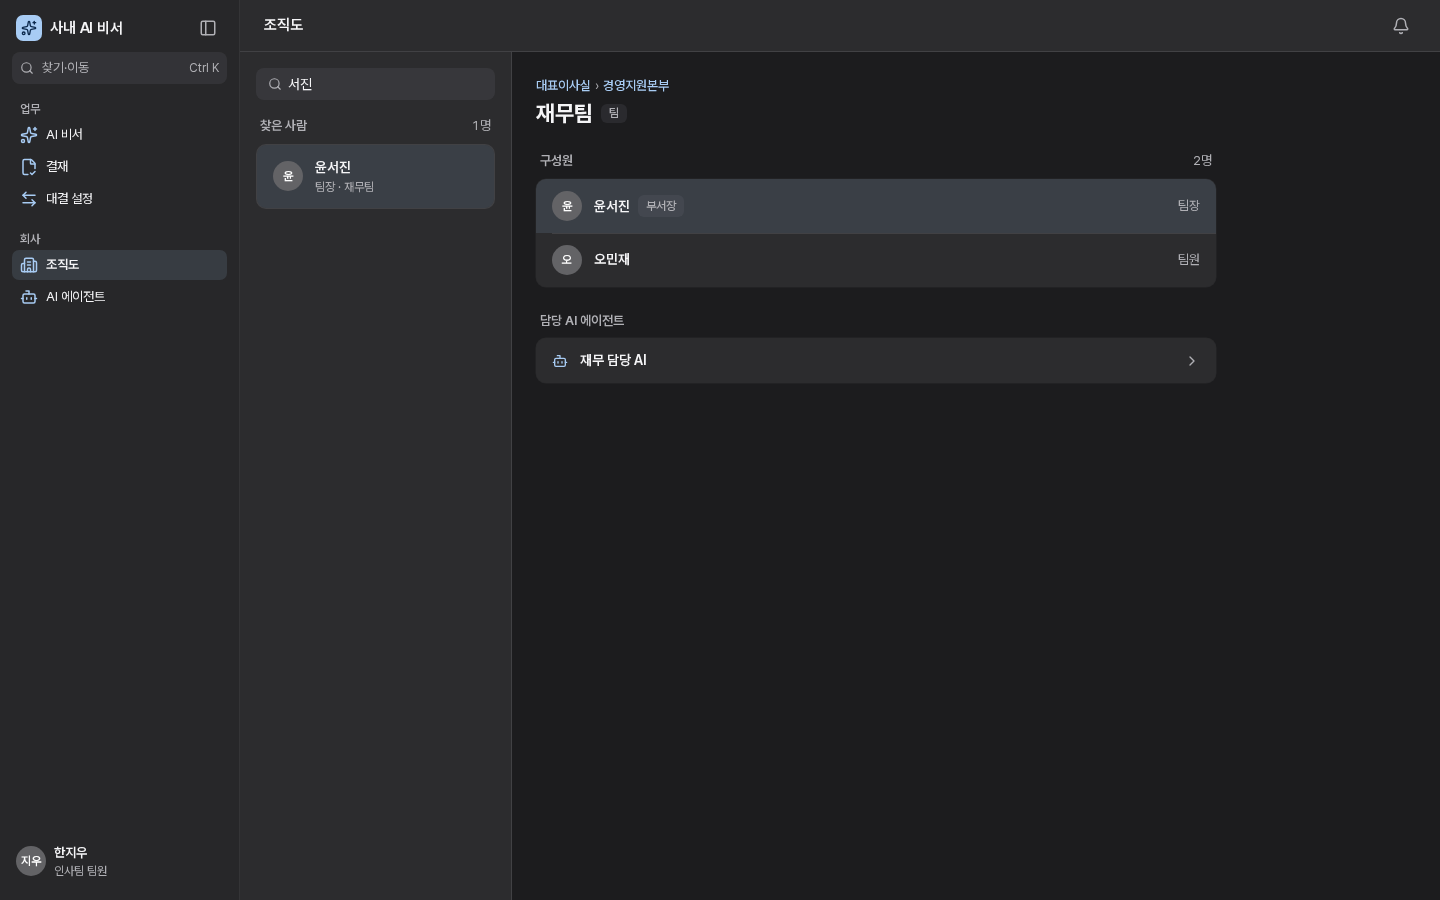 사내 AI 비서
찾기·이동 Ctrl K
업무
AI 비서
결재
대결 설정
회사
조직도
AI 에이전트
지우
한지우
인사팀 팀원
조직도
서진
찾은 사람 1명
윤
윤서진
팀장 · 재무팀
대표이사실 › 경영지원본부
재무팀 팀
구성원 2명
윤 윤서진 부서장 팀장
오 오민재 팀원
담당 AI 에이전트
재무 담당 AI